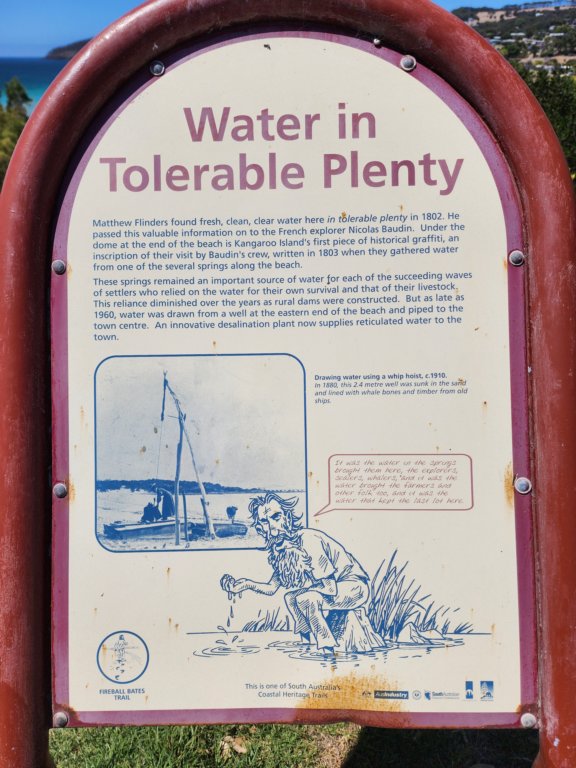 Water in
Tolerable Plenty
Matthew Flinders found fresh, clean, clear water here in tolerable plenty in 1802. He
passed this valuable information on to the French explorer Nicolas Baudin. Under the
dome at the end of the beach is Kangaroo Island's first piece of historical graffiti, an
inscription of their visit by Baudin's crew, written in 1803 when they gathered water
from one of the several springs along the beach.
These springs remained an important source of water for each of the succeeding waves
of settlers who relied on the water for their own survival and that of their livestock.
This reliance diminished over the years as rural dams were constructed. But as late as
1960, water was drawn from a well at the eastern end of the beach and piped to the
town centre. An innovative desalination plant now supplies reticulated water to the
town.
Drawing water using a whip hoist, c.1910.
In 1880, this 2.4 metre well was sunk in the sand
and lined with whale bones and timber from old
ships.
It was the water in the springs
brought them here, the explorers,
sealers, whalers, and it was the
water brought the farmers and
other folk too, and it was the
water that kept the last lot here.
FIREBALL BATES
TRAIL
This is one of South Australia's
Coastal Heritage Trails
AusIndustry
SouthAustralia